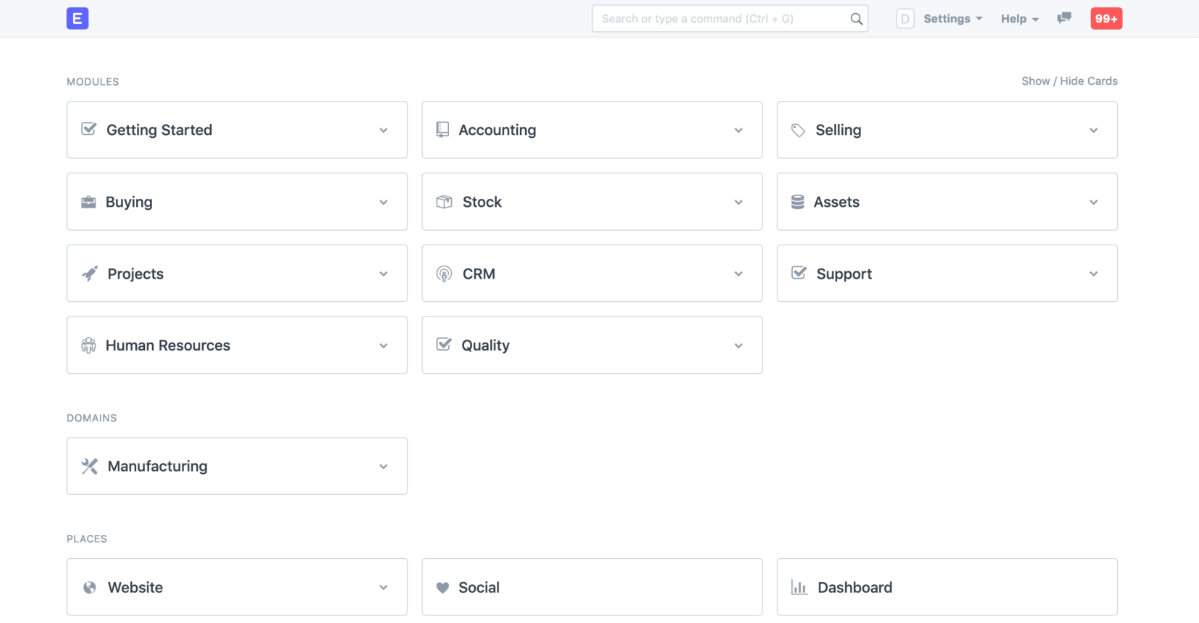 E Search or type a command (Ctrl + G) D Settings Help 99+
MODULES Show / Hide Cards
Getting Started Accounting Selling
Buying Stock Assets
Projects CRM Support
Human Resources Quality
DOMAINS
Manufacturing
PLACES
Website Social Dashboard